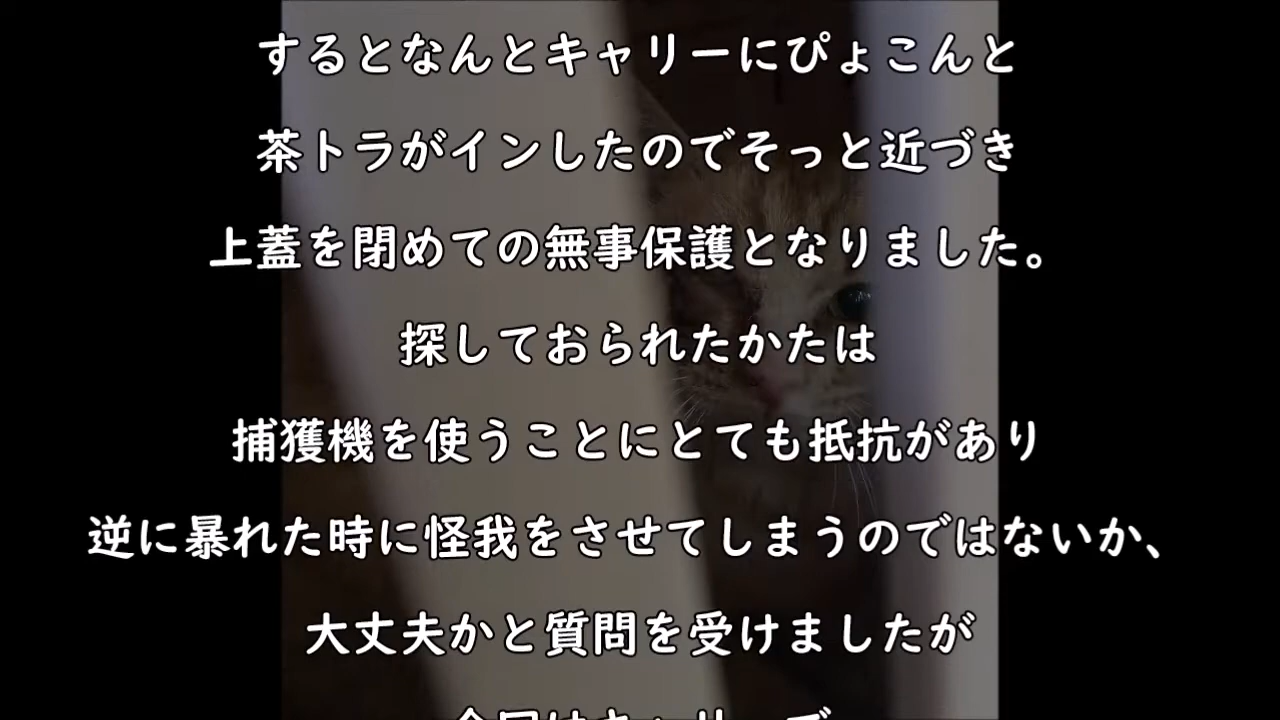 するとなんとキャリーにぴょこんと
茶トラがインしたのでそっと近づき
上蓋を閉めての無事保護となりました。
探しておられたかたは
捕獲機を使うことにとても抵抗があり
逆に暴れた時に怪我をさせてしまうのではないか、
大丈夫かと質問を受けましたが